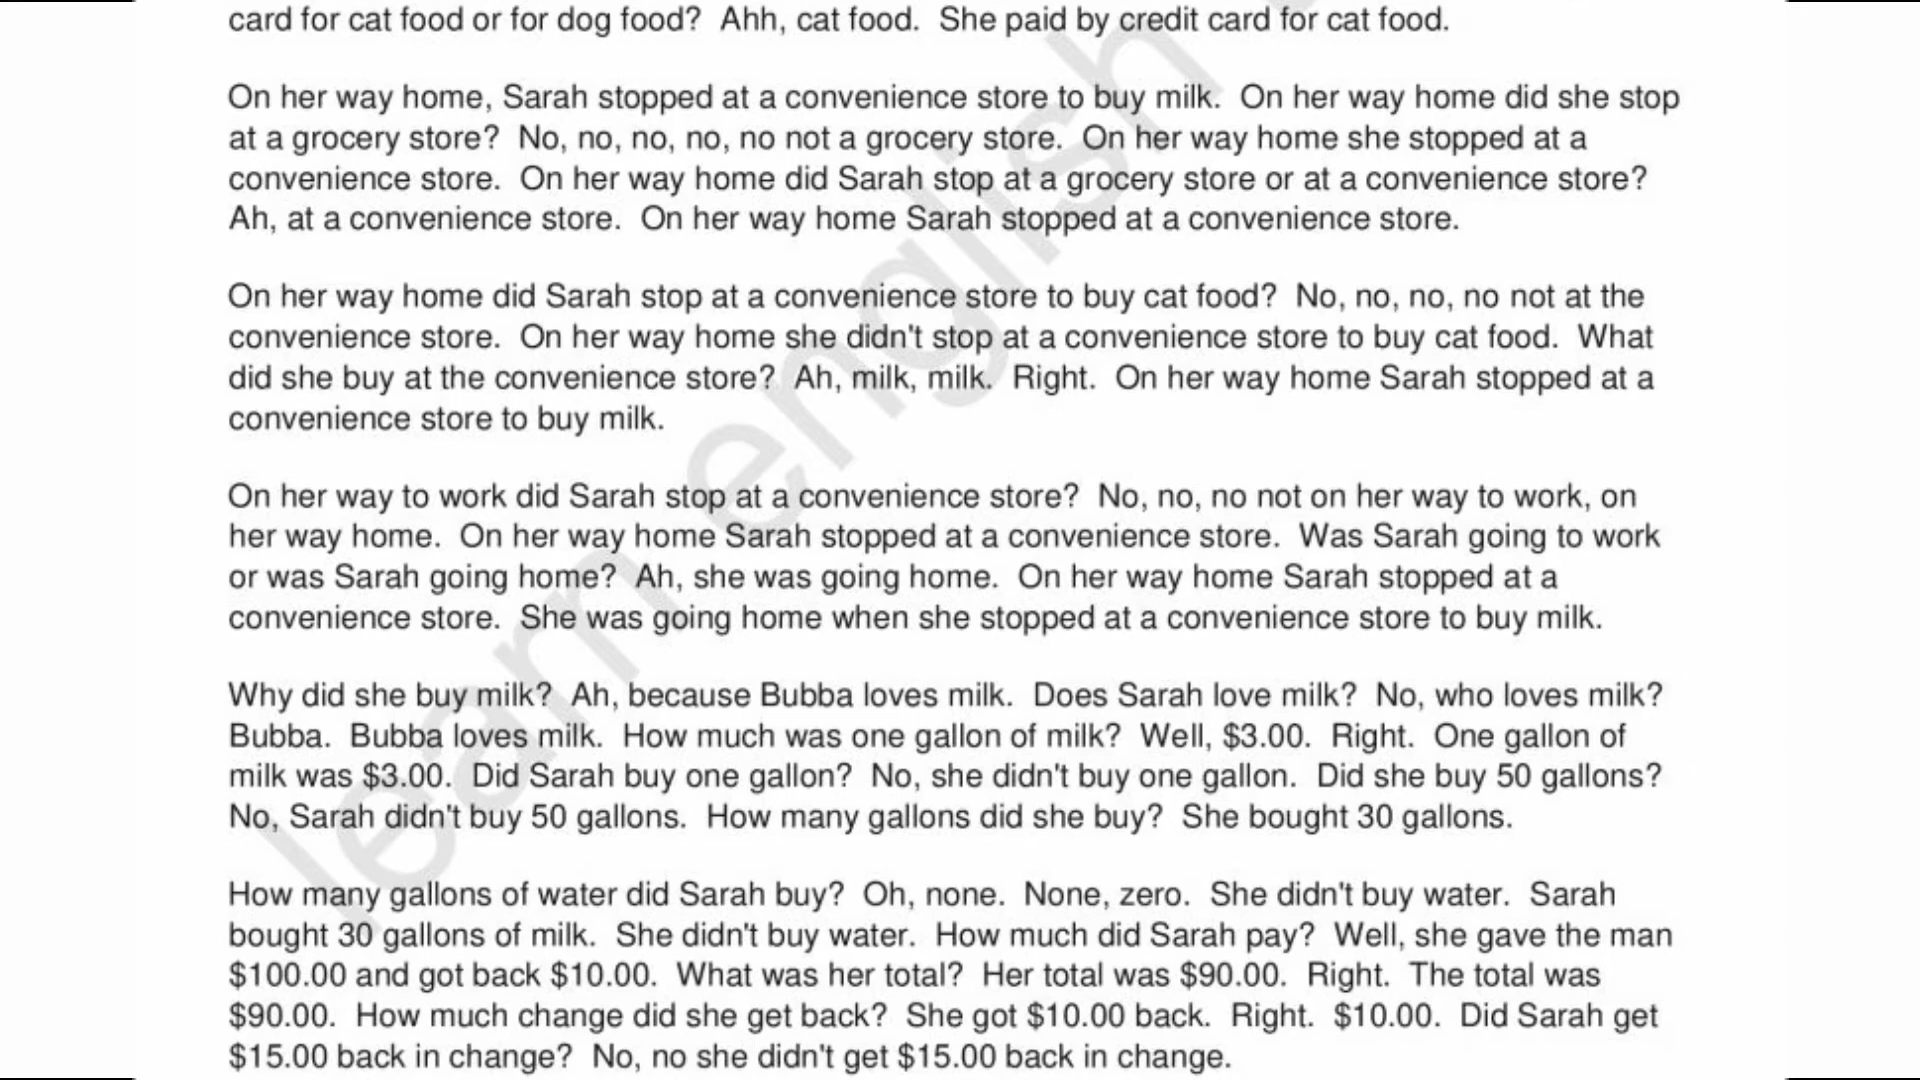 card for cat food or for dog food?  Ahh, cat food.  She paid by credit card for cat food.
On her way home, Sarah stopped at a convenience store to buy milk.  On her way home did she stop
at a grocery store?  No, no, no, no, no not a grocery store.  On her way home she stopped at a
convenience store.  On her way home did Sarah stop at a grocery store or at a convenience store?
Ah, at a convenience store.  On her way home Sarah stopped at a convenience store.
On her way home did Sarah stop at a convenience store to buy cat food?  No, no, no, no not at the
convenience store.  On her way home she didn't stop at a convenience store to buy cat food.  What
did she buy at the convenience store?  Ah, milk, milk.  Right.  On her way home Sarah stopped at a
convenience store to buy milk.
On her way to work did Sarah stop at a convenience store?  No, no, no not on her way to work, on
her way home.  On her way home Sarah stopped at a convenience store.  Was Sarah going to work
or was Sarah going home?  Ah, she was going home.  On her way home Sarah stopped at a
convenience store.  She was going home when she stopped at a convenience store to buy milk.
Why did she buy milk?  Ah, because Bubba loves milk.  Does Sarah love milk?  No, who loves milk?
Bubba.  Bubba loves milk.  How much was one gallon of milk?  Well, $3.00.  Right.  One gallon of
milk was $3.00.  Did Sarah buy one gallon?  No, she didn't buy one gallon.  Did she buy 50 gallons?
No, Sarah didn't buy 50 gallons.  How many gallons did she buy?  She bought 30 gallons.
How many gallons of water did Sarah buy?  Oh, none.  None, zero.  She didn't buy water.  Sarah
bought 30 gallons of milk.  She didn't buy water.  How much did Sarah pay?  Well, she gave the man
$100.00 and got back $10.00.  What was her total?  Her total was $90.00.  Right.  The total was
$90.00.  How much change did she get back?  She got $10.00 back.  Right.  $10.00.  Did Sarah get
$15.00 back in change?  No, no she didn't get $15.00 back in change.
learn english